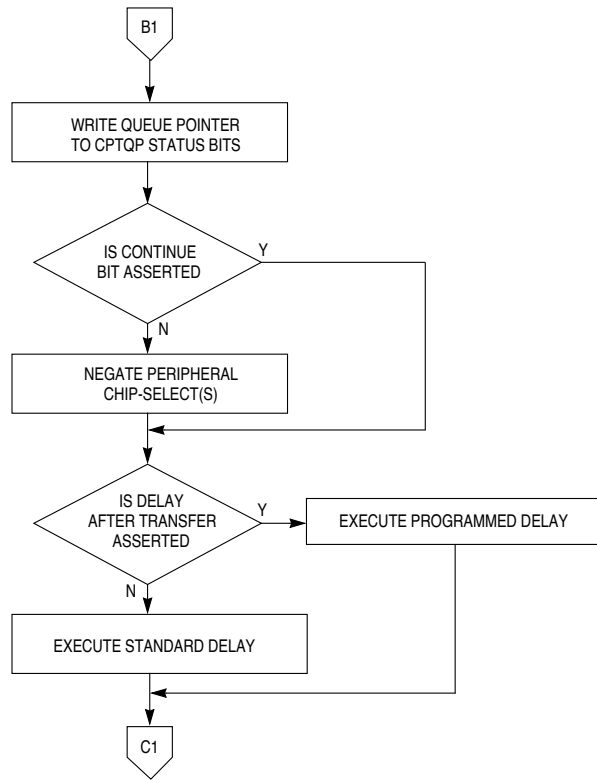 B1
WRITE QUEUE POINTER
TO CPTQP STATUS BITS
IS CONTINUE
BIT ASSERTED
Y
N
NEGATE PERIPHERAL
CHIP-SELECT(S)
IS DELAY
AFTER TRANSFER
ASSERTED
Y
EXECUTE PROGRAMMED DELAY
N
EXECUTE STANDARD DELAY
C1